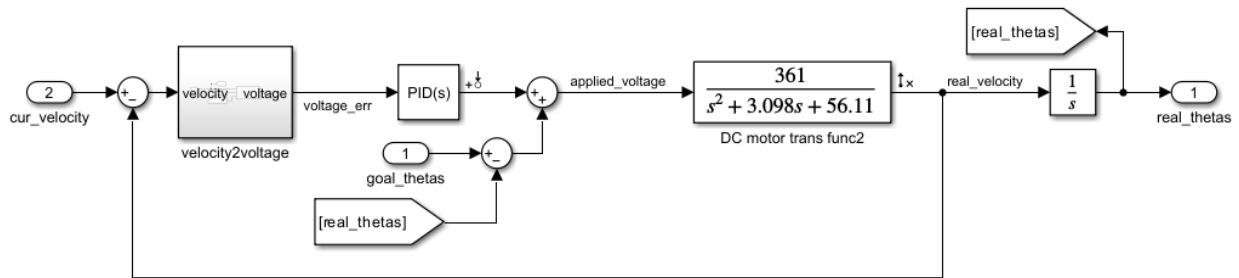 [real_thetas]
2
cur_velocity
+
−
velocity
voltage
velocity2voltage
voltage_err
PID(s)
+
+
+
applied_voltage
361
s² + 3.098s + 56.11
DC motor trans func2
real_velocity
1
s
1
real_thetas
1
goal_thetas
+
−
[real_thetas]